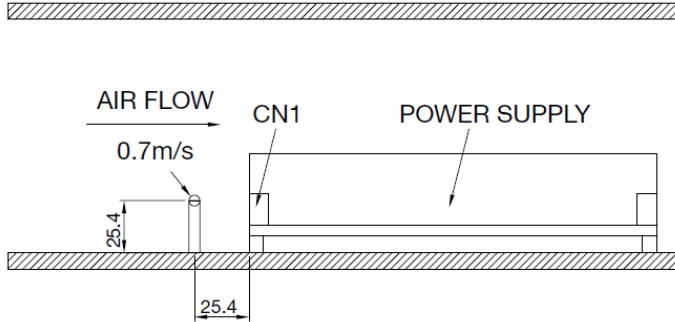 AIR FLOW
CN1
POWER SUPPLY
0.7m/s
25.4
25.4